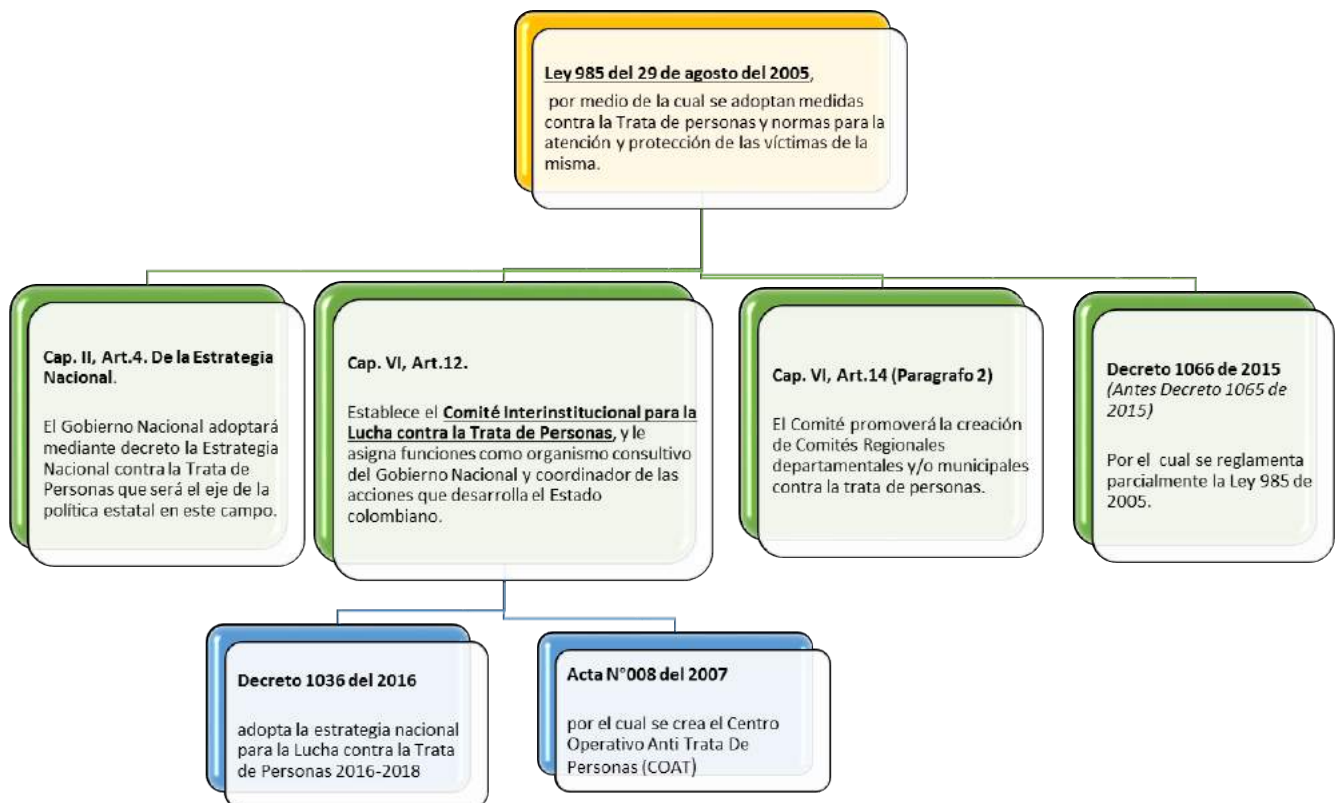 Ley 985 del 29 de agosto del 2005,
por medio de la cual se adoptan medidas
contra la Trata de personas y normas para la
atención y protección de las víctimas de la
misma.
Cap. II, Art.4. De la Estrategia
Nacional.
El Gobierno Nacional adoptará
mediante decreto la Estrategia
Nacional contra la Trata de
Personas que será el eje de la
política estatal en este campo.
Cap. VI, Art.12.
Establece el Comité Interinstitucional para la
Lucha contra la Trata de Personas, y le
asigna funciones como organismo consultivo
del Gobierno Nacional y coordinador de las
acciones que desarrolla el Estado
colombiano.
Cap. VI, Art.14 (Paragrafo 2)
El Comité promoverá la creación
de Comités Regionales
departamentales y/o municipales
contra la trata de personas.
Decreto 1066 de 2015
(Antes Decreto 1065 de
2015)
Por el cual se reglamenta
parcialmente la Ley 985 de
2005.
Decreto 1036 del 2016
adopta la estrategia nacional
para la Lucha contra la Trata
de Personas 2016-2018
Acta N°008 del 2007
por el cual se crea el Centro
Operativo Anti Trata De
Personas (COAT)